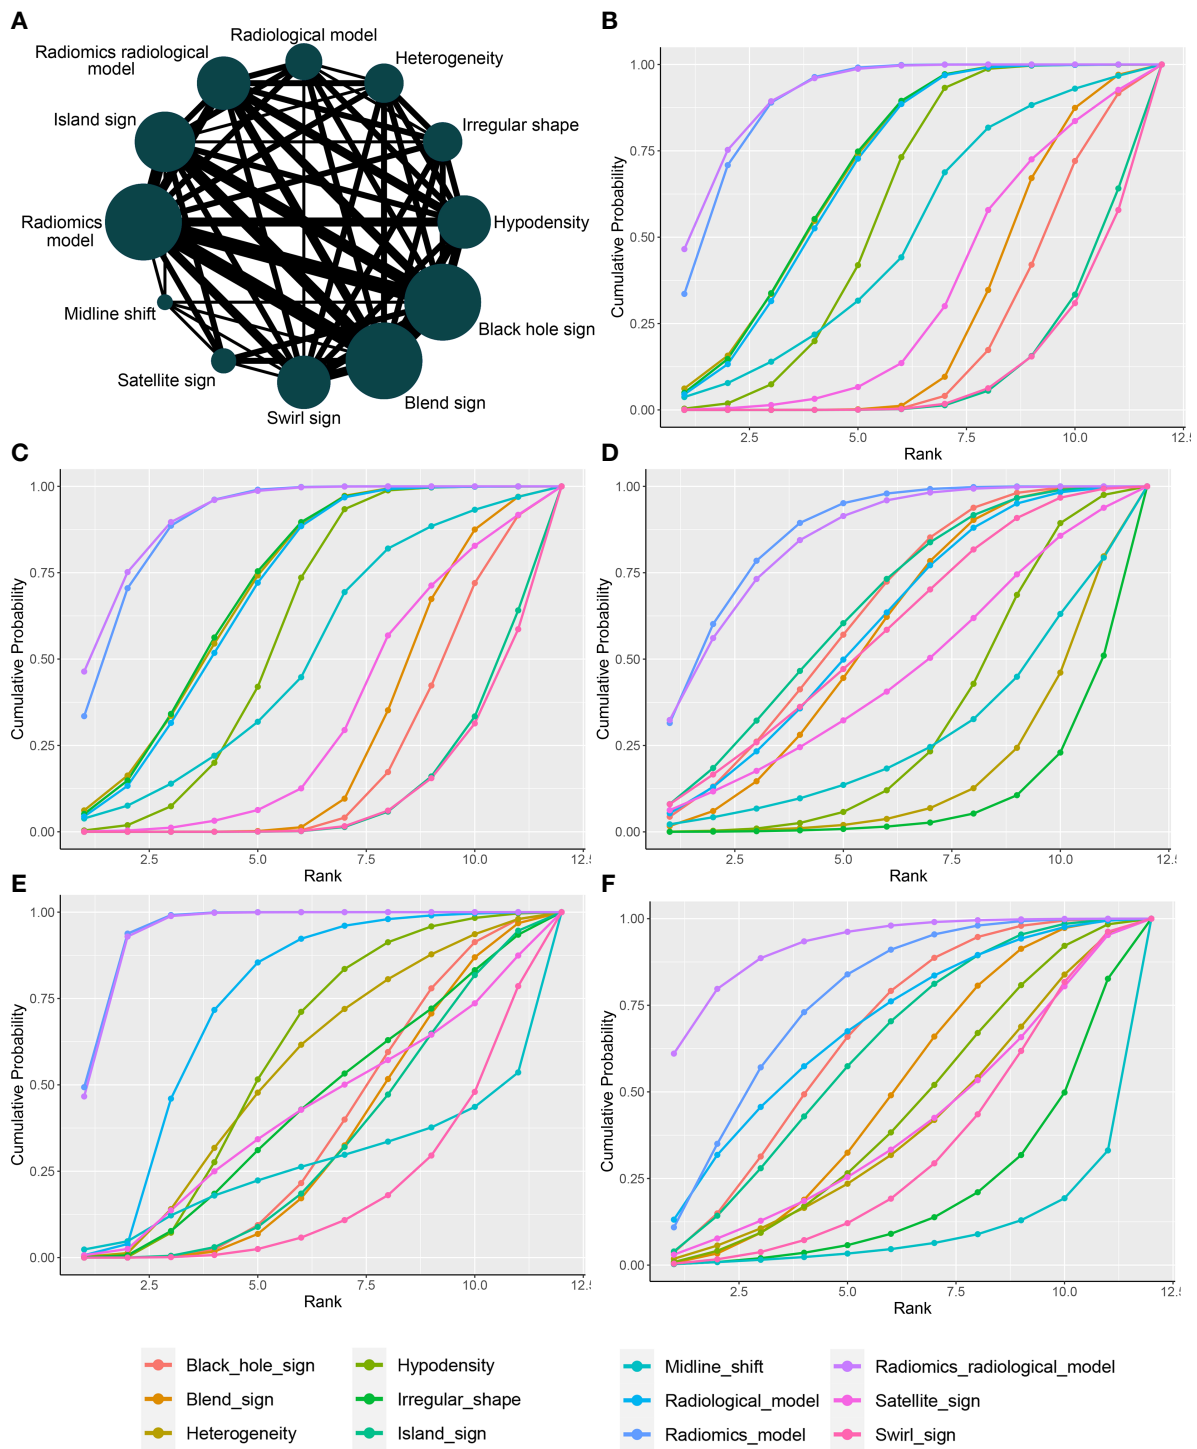 A
Radiological model
Radiomics radiological
model
Heterogeneity
Island sign
Irregular shape
Radiomics
model
Hypodensity
Midline shift
Black hole sign
Satellite sign
Blend sign
Swirl sign
B
Cumulative Probability
1.00
0.75
0.50
0.25
0.00
2.5
5.0
7.5
10.0
Rank
C
Cumulative Probability
1.00
0.75
0.50
0.25
0.00
2.5
5.0
7.5
10.0
Rank
D
Cumulative Probability
1.00
0.75
0.50
0.25
0.00
2.5
5.0
7.5
10.0
Rank
E
Cumulative Probability
1.00
0.75
0.50
0.25
0.00
2.5
5.0
7.5
10.0
Rank
F
Cumulative Probability
1.00
0.75
0.50
0.25
0.00
2.5
5.0
7.5
10.0
Rank
Black_hole_sign
Blend_sign
Heterogeneity
Hypodensity
Irregular_shape
Island_sign
Midline_shift
Radiological_model
Radiomics_model
Radiomics_radiological_model
Satellite_sign
Swirl_sign